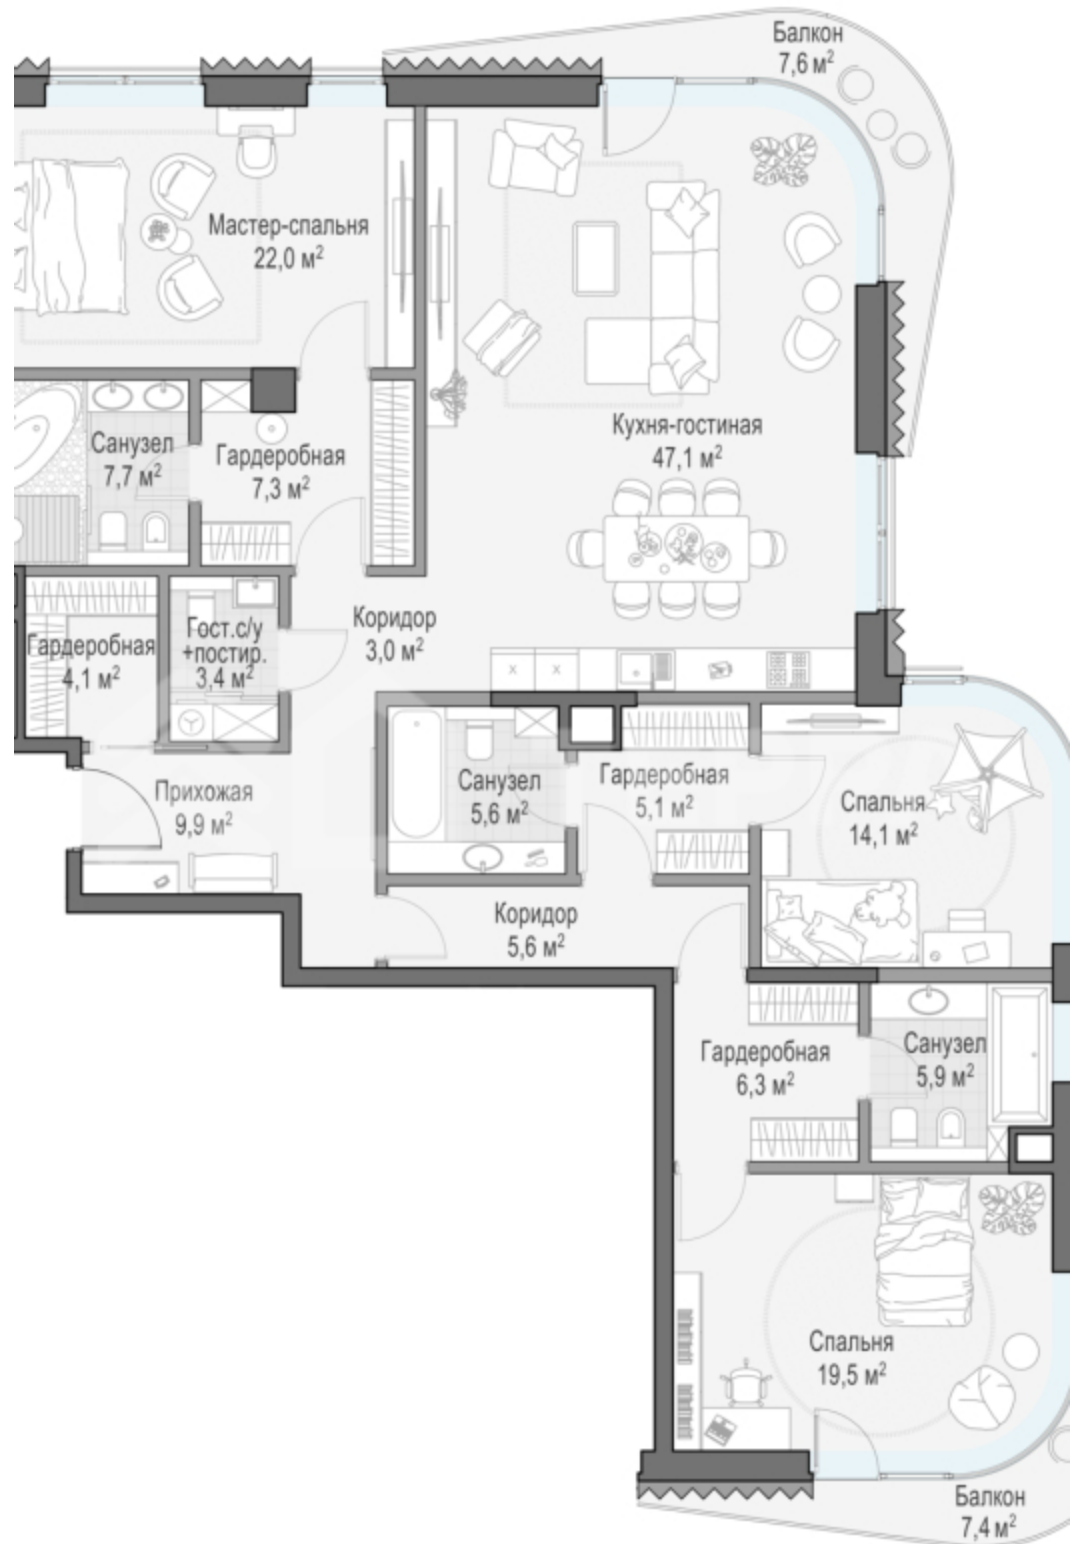 Балкон
7,6 м²
Мастер-спальня
22,0 м²
Кухня-гостиная
47,1 м²
Санузел
7,7 м²
Гардеробная
7,3 м²
Гардеробная
4,1 м²
Гост.с/у
+постир.
3,4 м²
Коридор
3,0 м²
Прихожая
9,9 м²
Санузел
5,6 м²
Гардеробная
5,1 м²
Спальня
14,1 м²
Коридор
5,6 м²
Гардеробная
6,3 м²
Санузел
5,9 м²
Спальня
19,5 м²
Балкон
7,4 м²